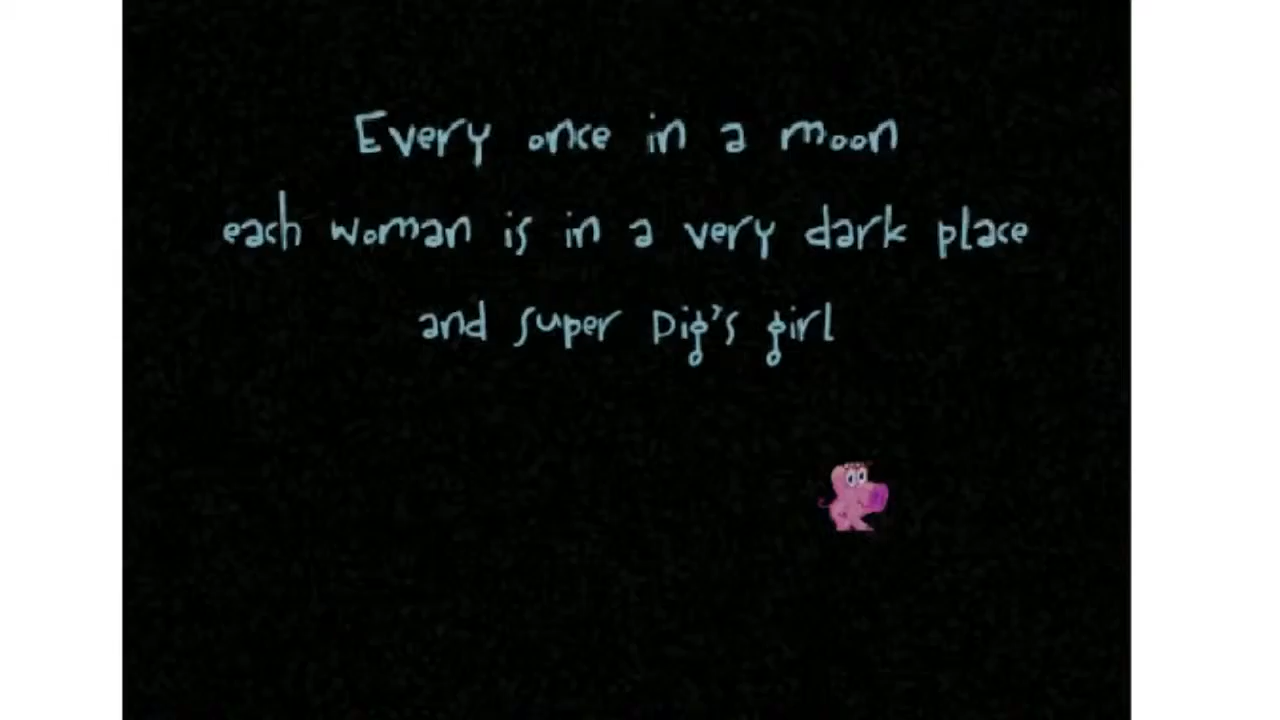 Every once in a moon
each woman is in a very dark place
and super pig's girl